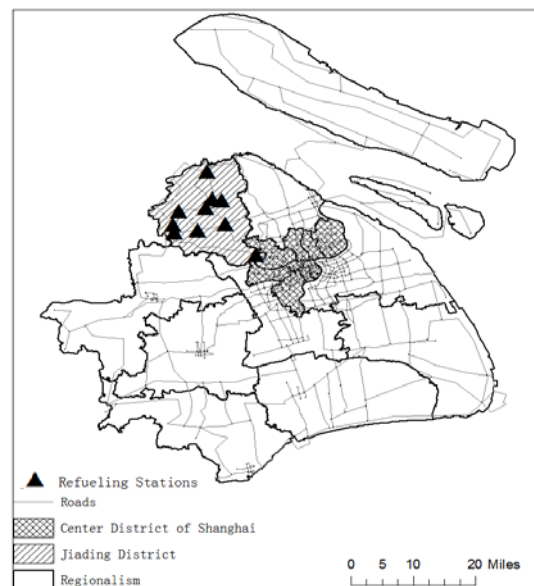 Refueling Stations
Roads
Center District of Shanghai
Jiading District
Regionalism
0 5 10 20 Miles